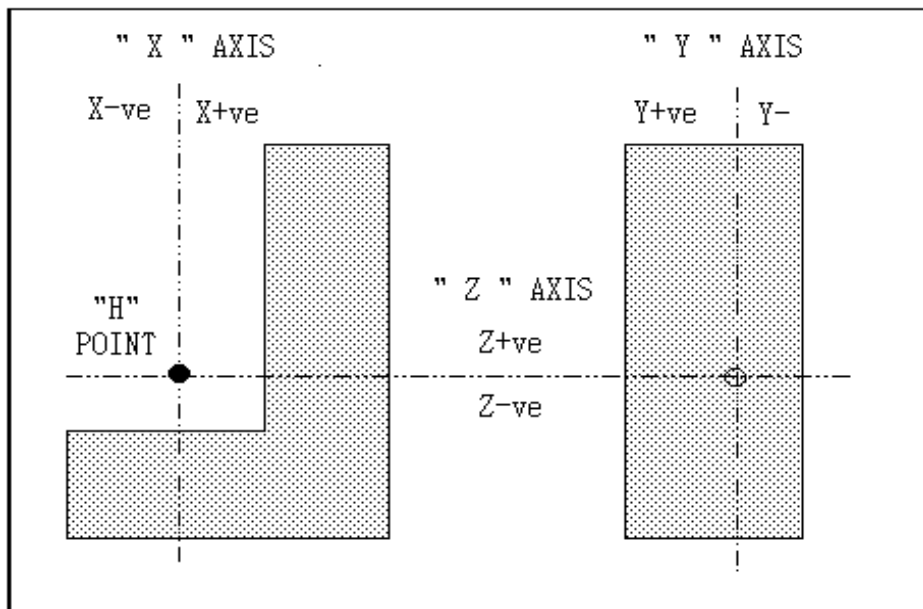 " X " AXIS
" Y " AXIS
X-ve
X+ve
Y+ve
Y-
" Z " AXIS
"H"
POINT
Z+ve
Z-ve